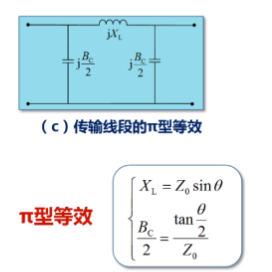 jX_L
j B_C/2
j B_C/2
（c）传输线段的π型等效
π型等效
X_L = Z_0 sin θ
B_C/2 = tan(θ/2)/Z_0